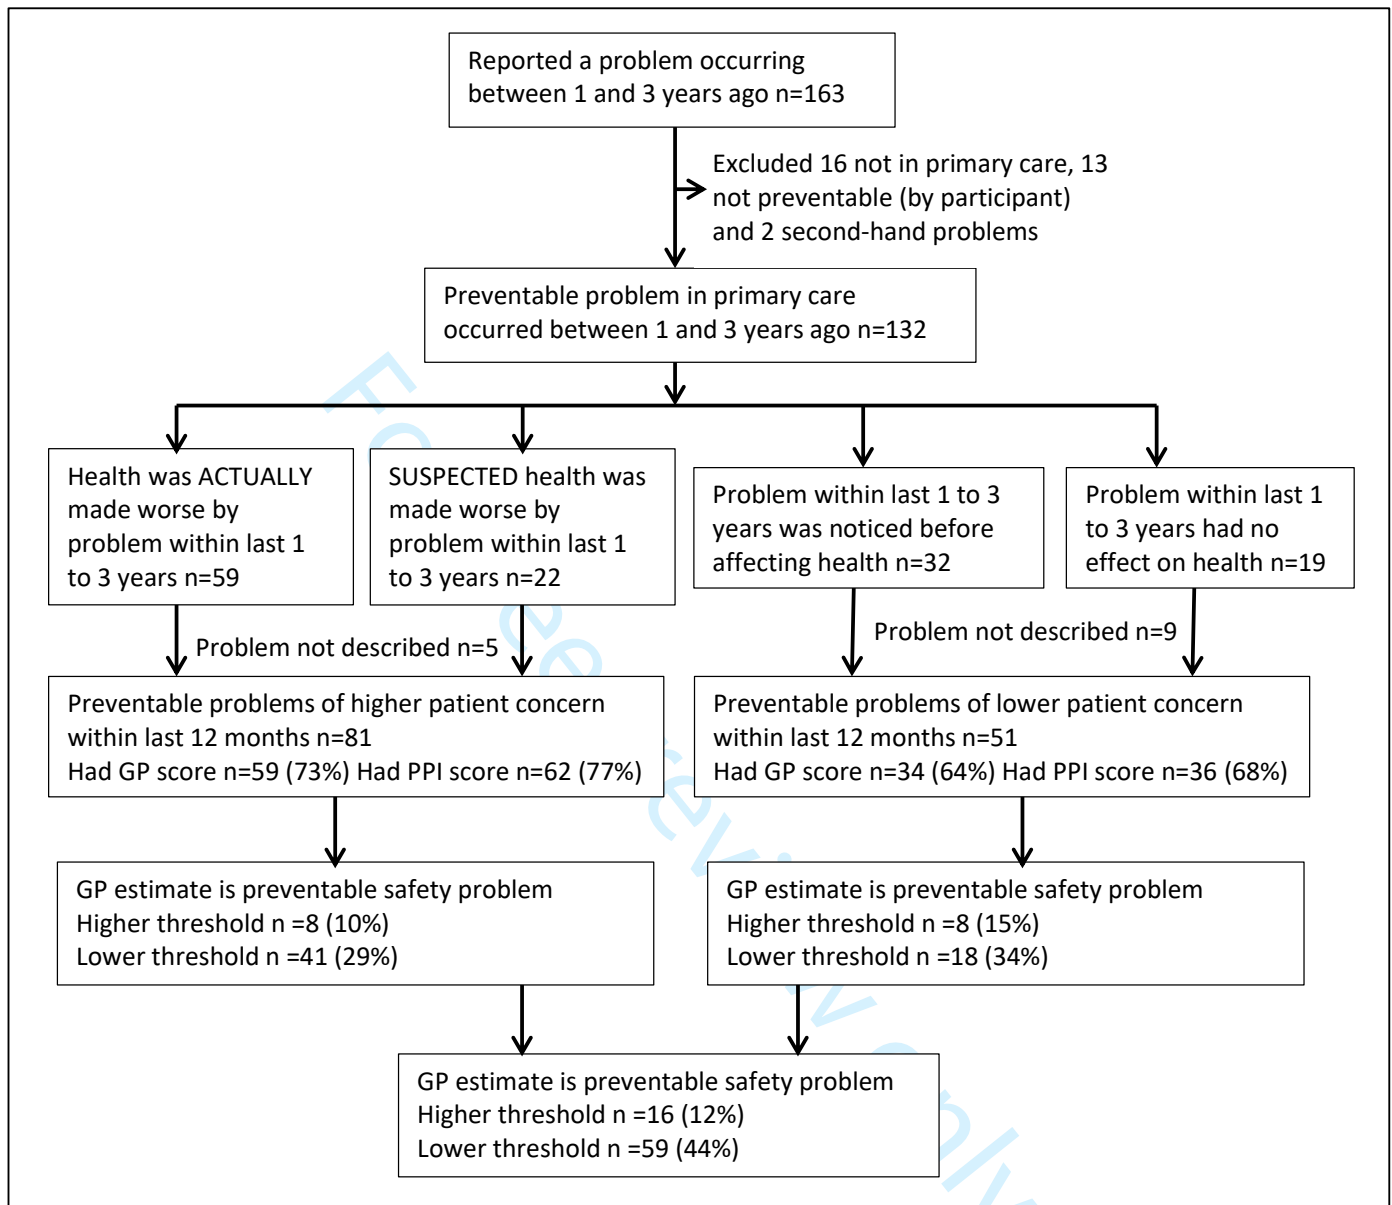 Reported a problem occurring
between 1 and 3 years ago n=163
Excluded 16 not in primary care, 13
not preventable (by participant)
and 2 second-hand problems
Preventable problem in primary care
occurred between 1 and 3 years ago n=132
Health was ACTUALLY
made worse by
problem within last 1
to 3 years n=59
SUSPECTED health was
made worse by
problem within last 1
to 3 years n=22
Problem within last 1 to 3
years was noticed before
affecting health n=32
Problem within last 1
to 3 years had no
effect on health n=19
Problem not described n=5
Problem not described n=9
Preventable problems of higher patient concern
within last 12 months n=81
Had GP score n=59 (73%) Had PPI score n=62 (77%)
Preventable problems of lower patient concern
within last 12 months n=51
Had GP score n=34 (64%) Had PPI score n=36 (68%)
GP estimate is preventable safety problem
Higher threshold n =8 (10%)
Lower threshold n =41 (29%)
GP estimate is preventable safety problem
Higher threshold n =8 (15%)
Lower threshold n =18 (34%)
GP estimate is preventable safety problem
Higher threshold n =16 (12%)
Lower threshold n =59 (44%)
For peer review only